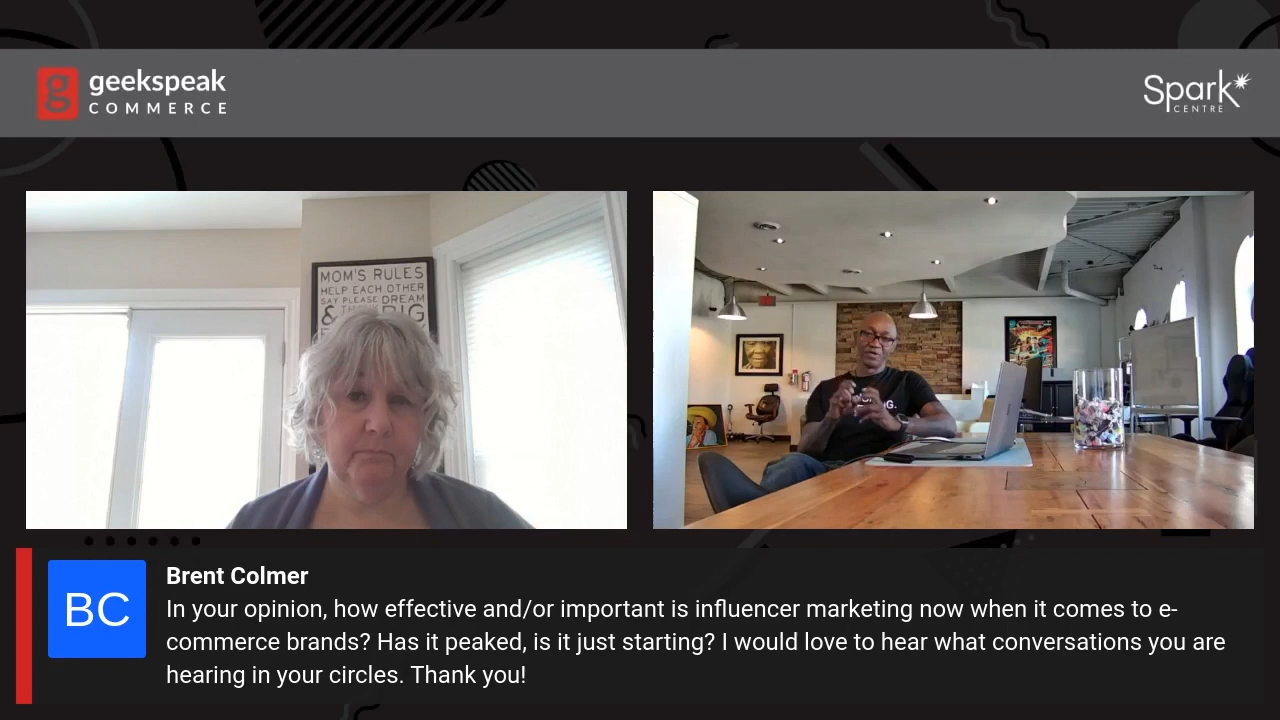 geekspeak
COMMERCE
Spark
CENTRE
MOM'S RULES
HELP EACH OTHER
SAY PLEASE DREAM
&
BIG
BC
Brent Colmer
In your opinion, how effective and/or important is influencer marketing now when it comes to e-
commerce brands? Has it peaked, is it just starting? I would love to hear what conversations you are
hearing in your circles. Thank you!